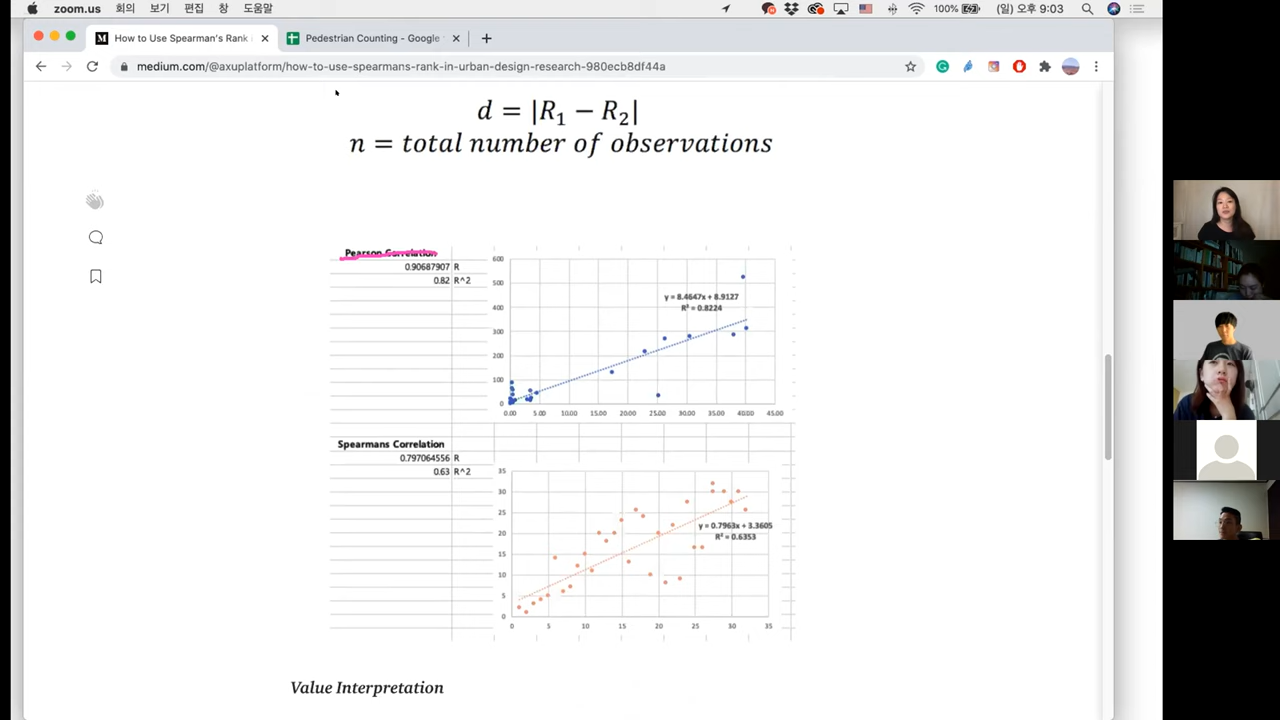 zoom.us 회의 보기 편집 창 도움말 100% (일) 오후 9:03
How to Use Spearman's Rank Pedestrian Counting - Google
medium.com/@axuplatform/how-to-use-spearmans-rank-in-urban-design-research-980ecb8df44a
d = |R₁ − R₂|
n = total number of observations
Pearson Correlation
0.90687907 R
0.82 R^2
600
500
400
300
200
100
0
y = 8.4647x + 8.9127
R² = 0.8224
0.00 5.00 10.00 15.00 20.00 25.00 30.00 35.00 40.00 45.00
Spearmans Correlation
0.797064556 R
0.63 R^2
35
30
25
20
15
10
5
0
y = 0.7963x + 3.3605
R² = 0.6353
0 5 10 15 20 25 30 35
Value Interpretation